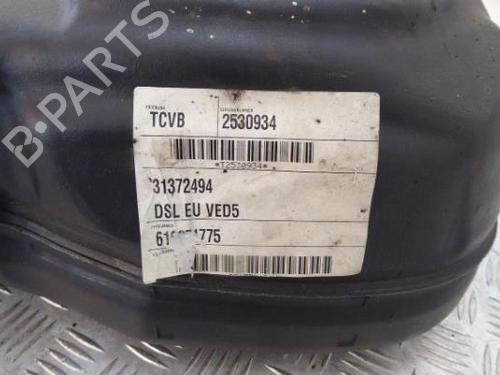 B-PARTS
TCVB 2530934
*T2530934*
31372494
DSL EU VED5